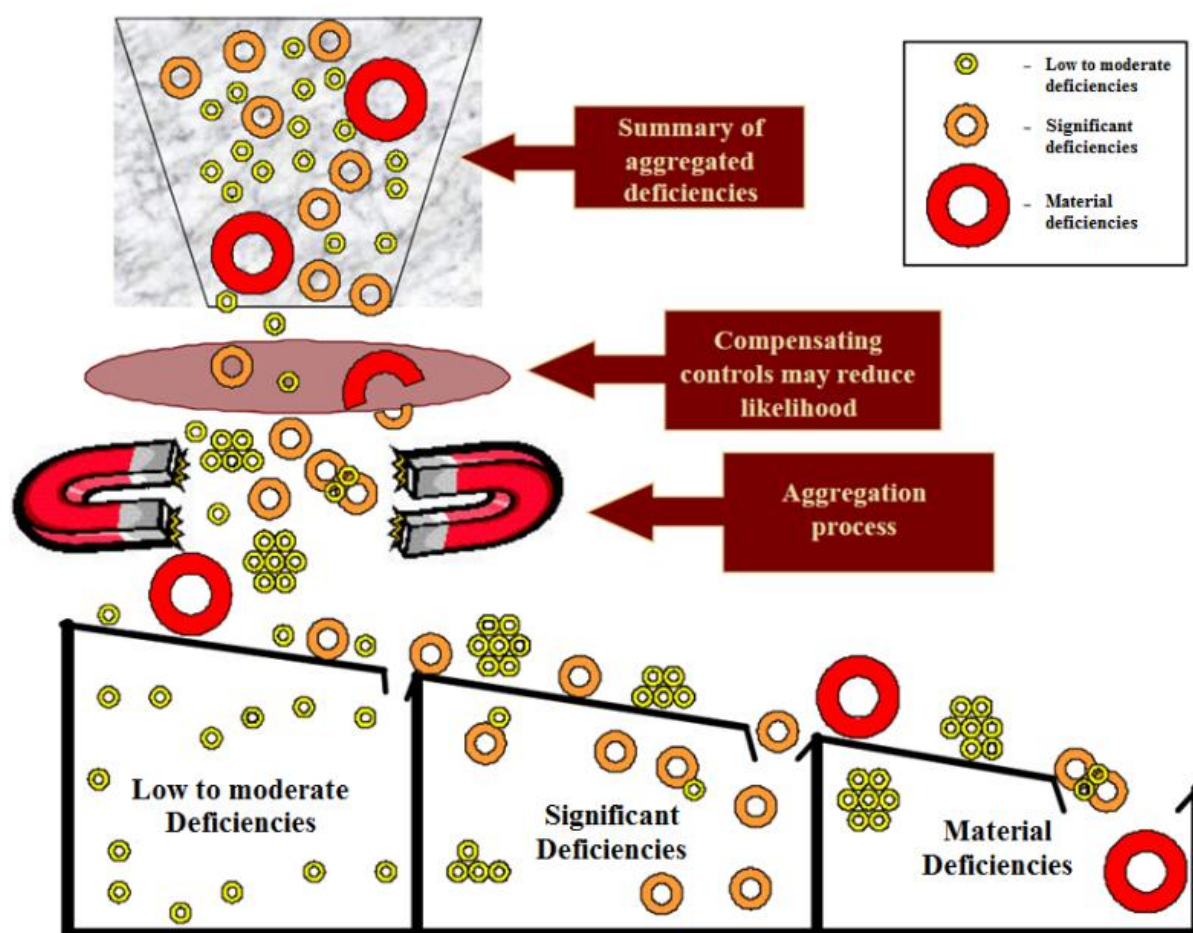 Summary of
aggregated
deficiencies
– Low to moderate
deficiencies
– Significant
deficiencies
– Material
deficiencies
Compensating
controls may reduce
likelihood
Aggregation
process
Low to moderate
Deficiencies
Significant
Deficiencies
Material
Deficiencies